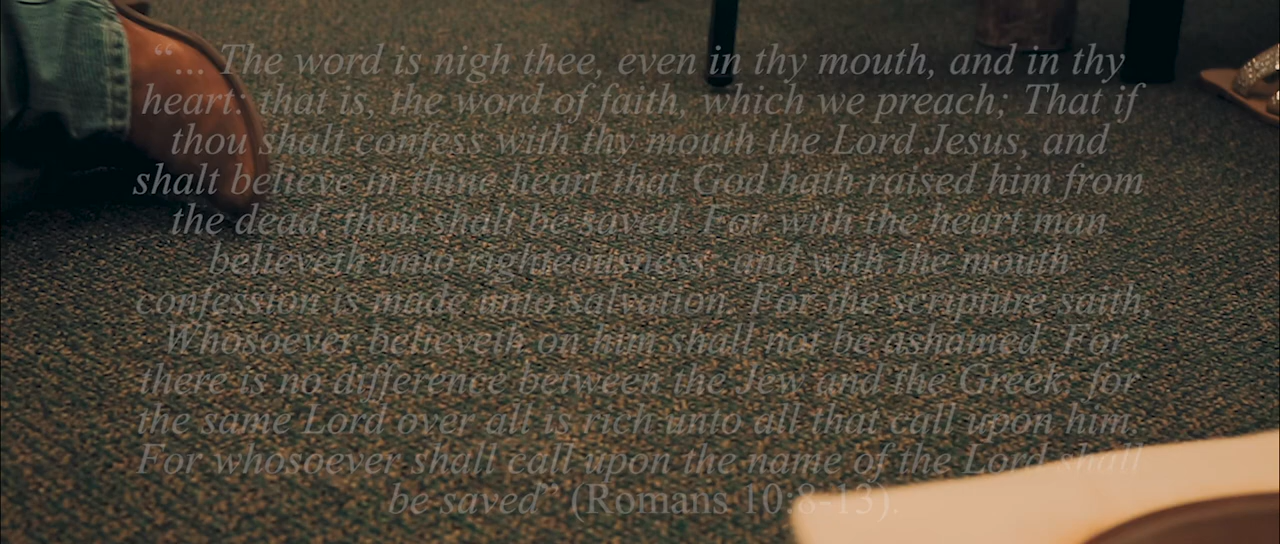 “... The word is nigh thee, even in thy mouth, and in thy
heart: that is, the word of faith, which we preach; That if
thou shalt confess with thy mouth the Lord Jesus, and
shalt believe in thine heart that God hath raised him from
the dead, thou shalt be saved. For with the heart man
believeth unto righteousness; and with the mouth
confession is made unto salvation. For the scripture saith,
Whosoever believeth on him shall not be ashamed. For
there is no difference between the Jew and the Greek: for
the same Lord over all is rich unto all that call upon him.
For whosoever shall call upon the name of the Lord shall
be saved” (Romans 10:8-13).